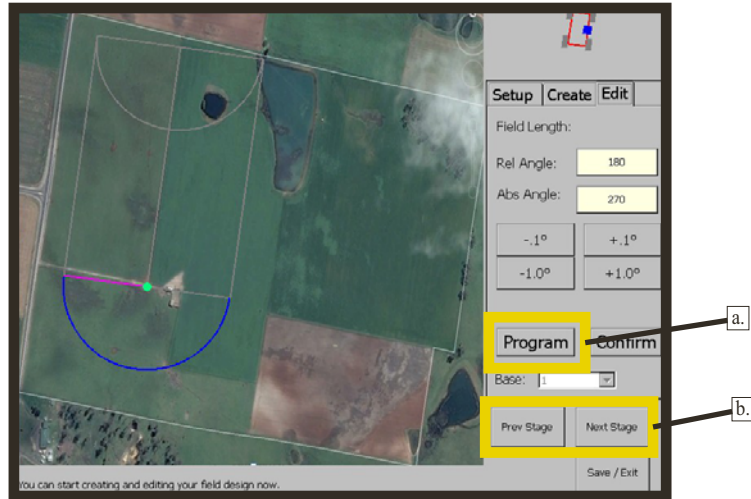 Setup Create Edit
Field Length:
Rel Angle: 180
Abs Angle: 270
-.1° +.1°
-1.0° +1.0°
a.
Program Confirm
Base: 1
b.
Prev Stage Next Stage
Save / Exit
You can start creating and editing your field design now.